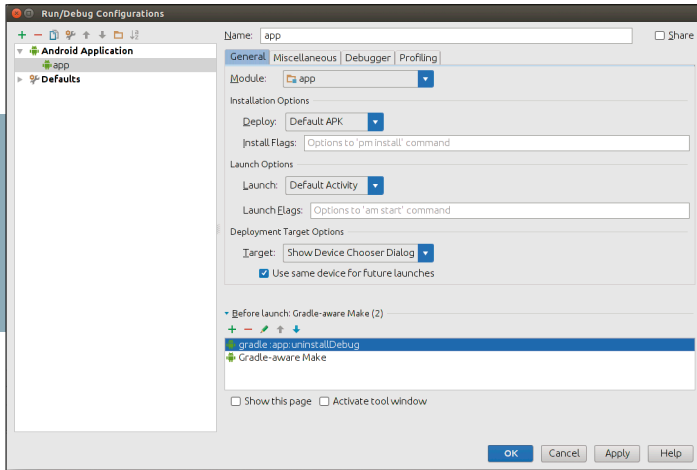 Run/Debug Configurations
Name: app
Share
Android Application
app
Defaults
General Miscellaneous Debugger Profiling
Module: app
Installation Options
Deploy: Default APK
Install Flags: Options to 'pm install' command
Launch Options
Launch: Default Activity
Launch Flags: Options to 'am start' command
Deployment Target Options
Target: Show Device Chooser Dialog
Use same device for future launches
Before launch: Gradle-aware Make (2)
gradle :app:uninstallDebug
Gradle-aware Make
Show this page Activate tool window
OK Cancel Apply Help